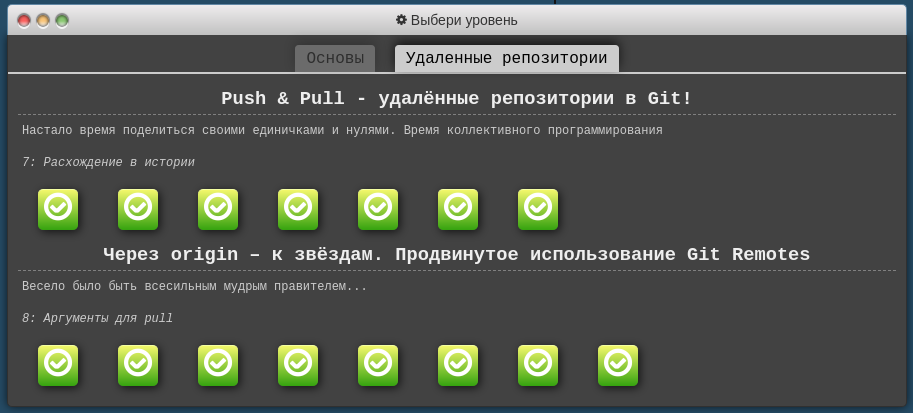 Выбери уровень
Основы
Удаленные репозитории
Push & Pull - удалённые репозитории в Git!
Настало время поделиться своими единичками и нулями. Время коллективного программирования
7: Расхождение в истории
Через origin – к звёздам. Продвинутое использование Git Remotes
Весело было быть всесильным мудрым правителем...
8: Аргументы для pull